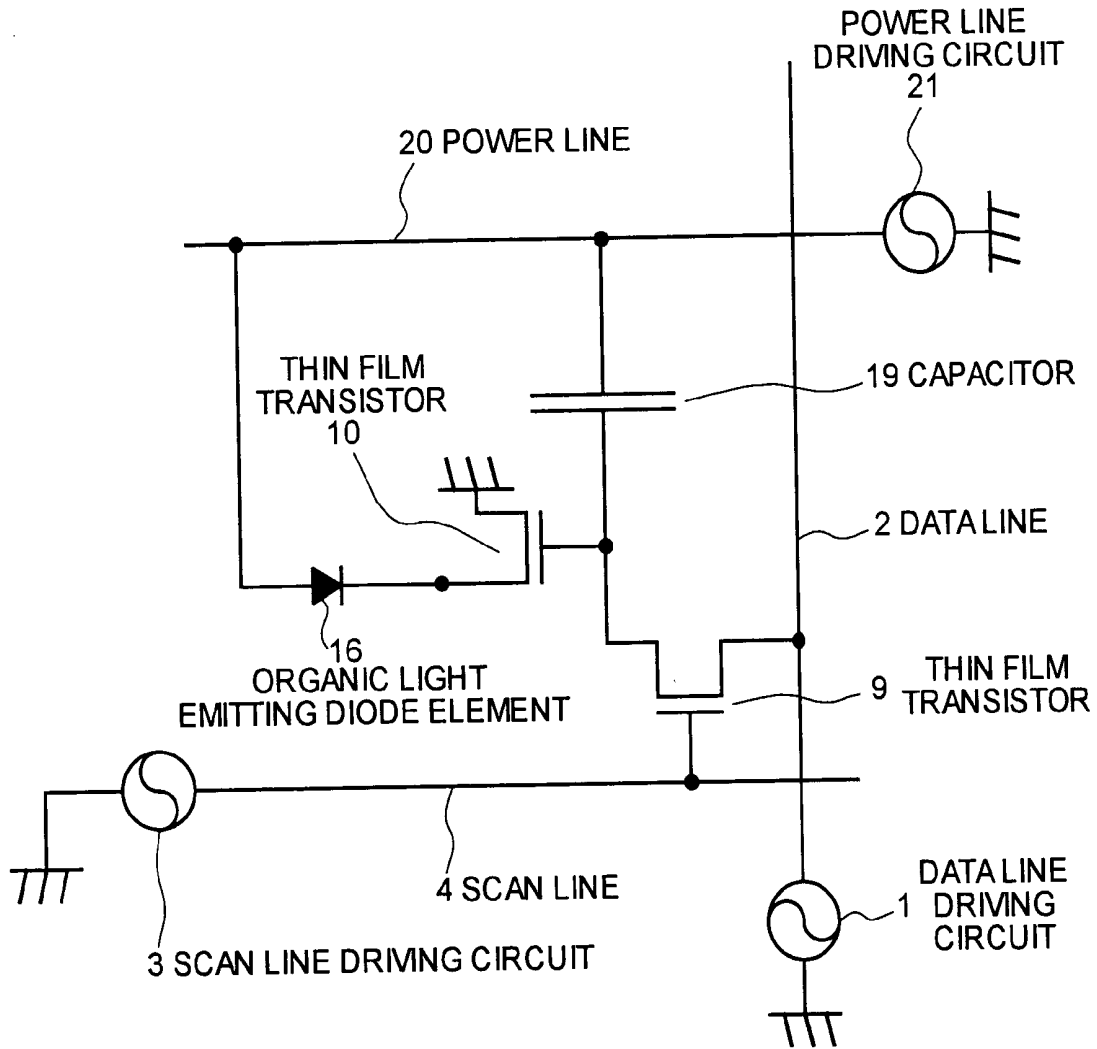 POWER LINE
DRIVING CIRCUIT
21
20 POWER LINE
THIN FILM
TRANSISTOR
10
19 CAPACITOR
2 DATA LINE
16
ORGANIC LIGHT
EMITTING DIODE ELEMENT
9 THIN FILM
TRANSISTOR
4 SCAN LINE
3 SCAN LINE DRIVING CIRCUIT
1 DATA LINE
DRIVING
CIRCUIT